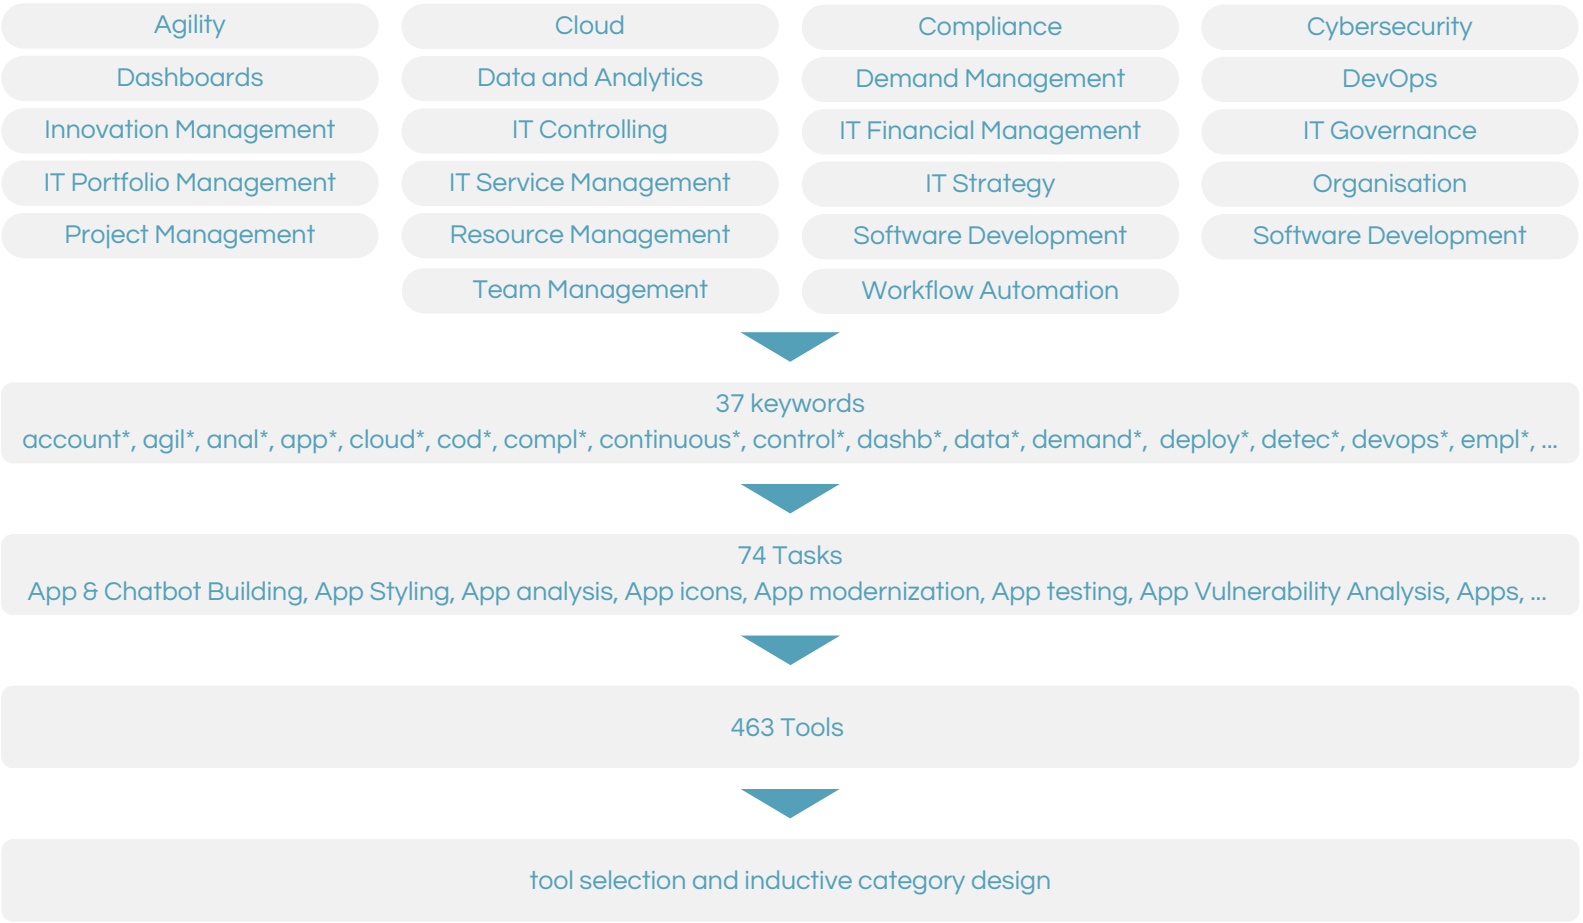 Agility
Cloud
Compliance
Cybersecurity
Dashboards
Data and Analytics
Demand Management
DevOps
Innovation Management
IT Controlling
IT Financial Management
IT Governance
IT Portfolio Management
IT Service Management
IT Strategy
Organisation
Project Management
Resource Management
Software Development
Software Development
Team Management
Workflow Automation
37 keywords
account*, agil*, anal*, app*, cloud*, cod*, compl*, continuous*, control*, dashb*, data*, demand*, deploy*, detec*, devops*, empl*, ...
74 Tasks
App & Chatbot Building, App Styling, App analysis, App icons, App modernization, App testing, App Vulnerability Analysis, Apps, ...
463 Tools
tool selection and inductive category design